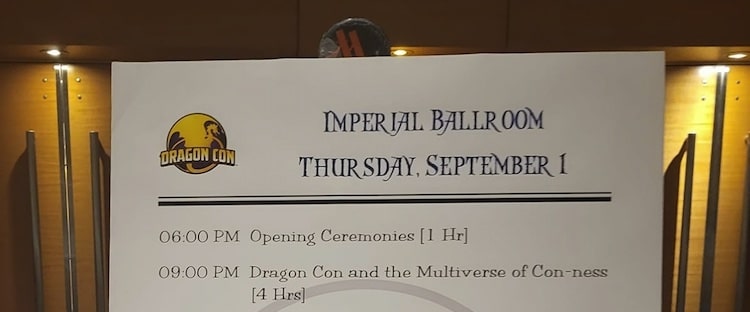 DRAGON CON
IMPERIAL BALLROOM
THURSDAY, SEPTEMBER 1
06:00 PM Opening Ceremonies [1 Hr]
09:00 PM Dragon Con and the Multiverse of Con-ness
[4 Hrs]